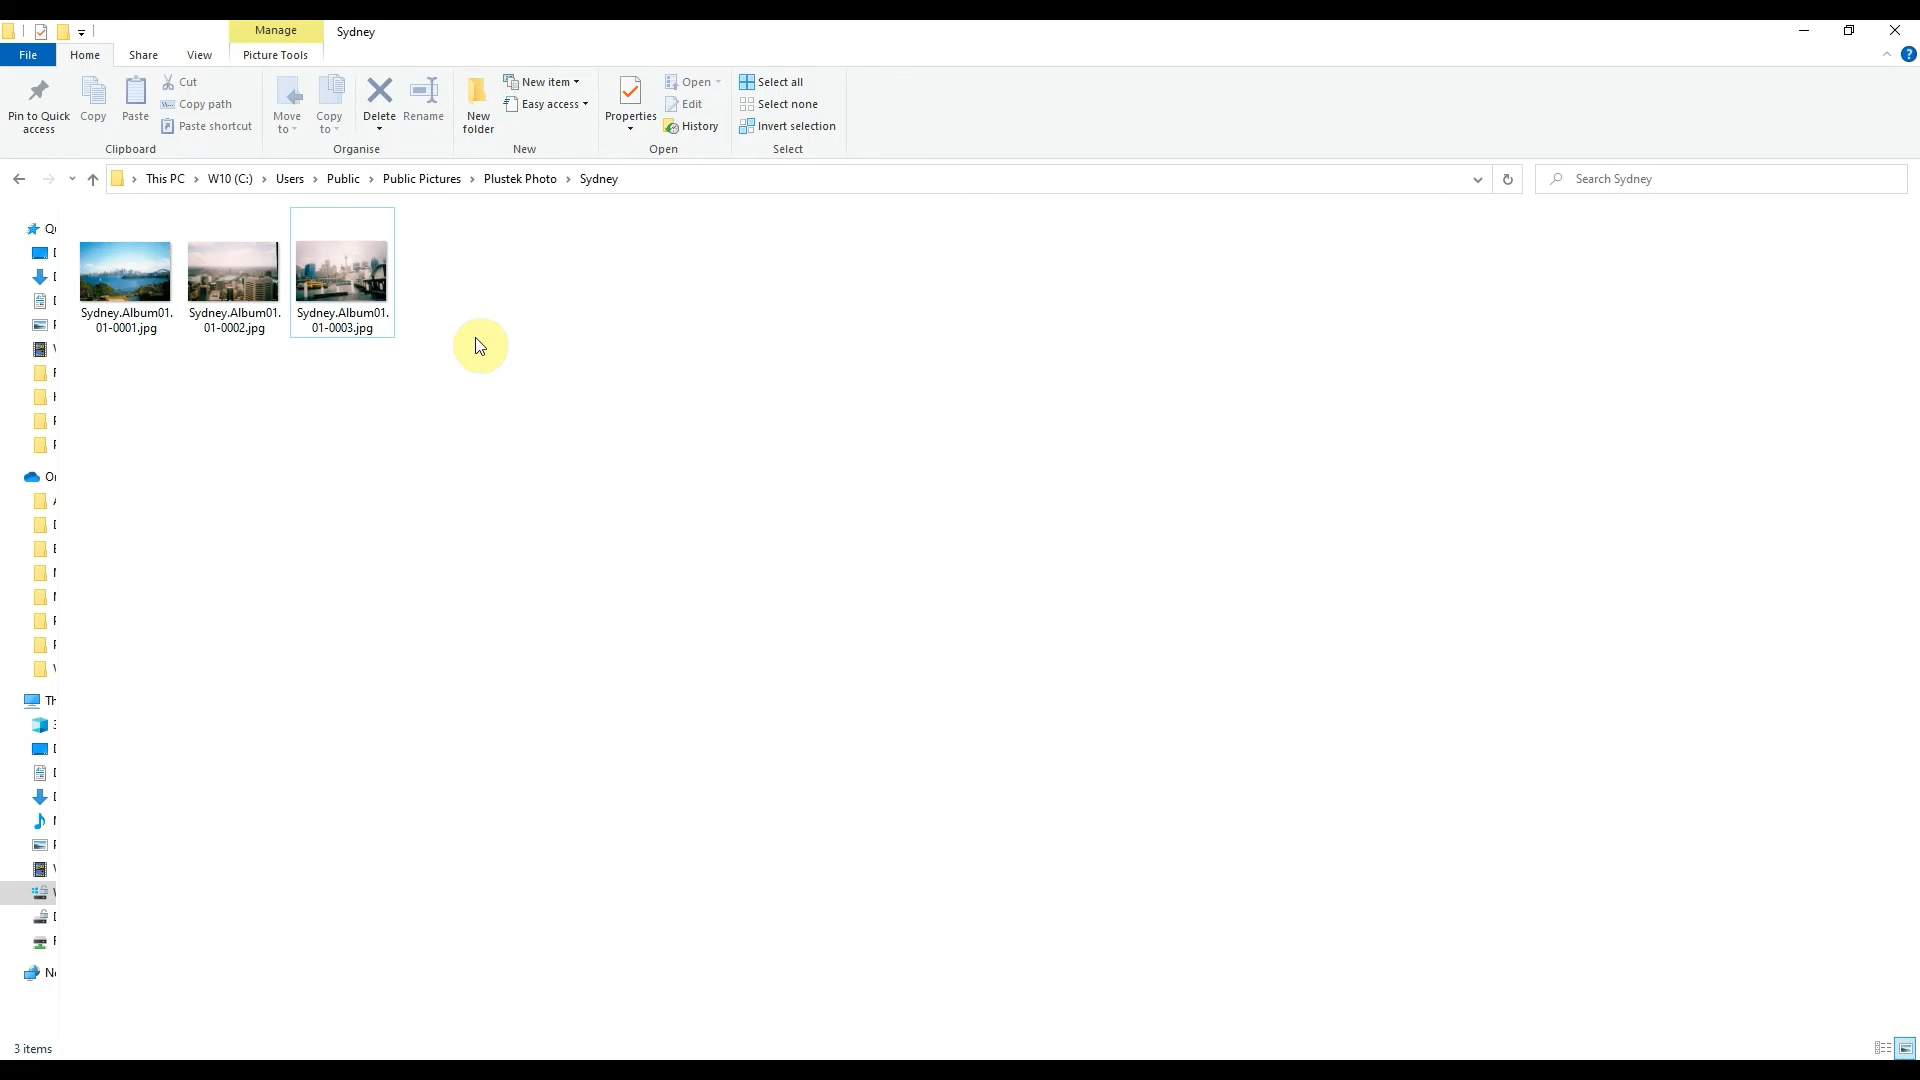 Manage
Sydney
File
Home
Share
View
Picture Tools
Pin to Quick
access
Copy
Paste
Cut
Copy path
Paste shortcut
Clipboard
Move
to
Copy
to
Delete
Rename
Organise
New
folder
New item
Easy access
New
Properties
Open
Edit
History
Open
Select all
Select none
Invert selection
Select
This PC > W10 (C:) > Users > Public > Public Pictures > Plustek Photo > Sydney
Search Sydney
Sydney.Album01.
01-0001.jpg
Sydney.Album01.
01-0002.jpg
Sydney.Album01.
01-0003.jpg
3 items